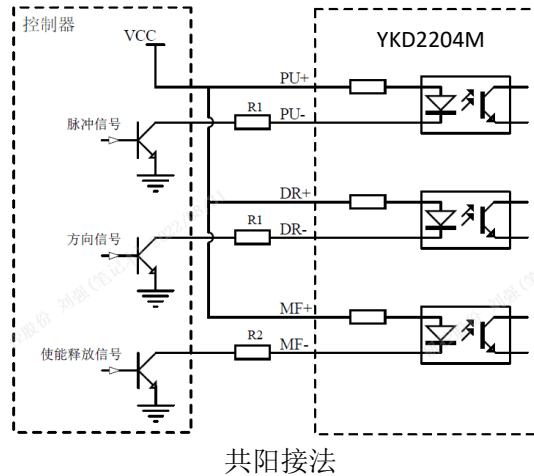 控制器
VCC
YKD2204M
PU+
R1
脉冲信号
PU-
DR+
R1
方向信号
DR-
MF+
R2
使能释放信号
MF-
共阳接法